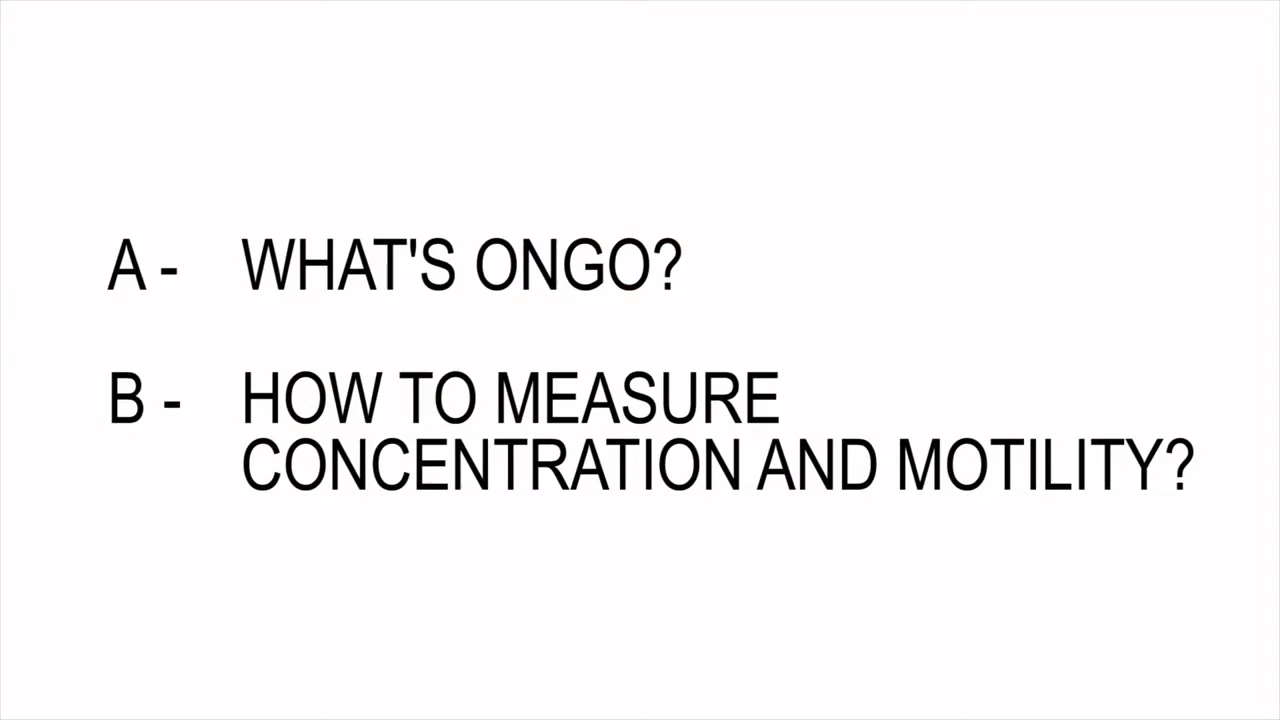 A - WHAT'S ONGO?
B - HOW TO MEASURE
CONCENTRATION AND MOTILITY?